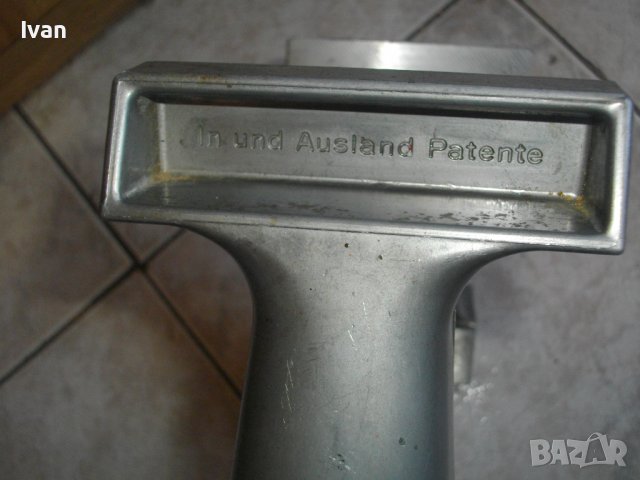 Ivan
In und Ausland Patente
BAZAR